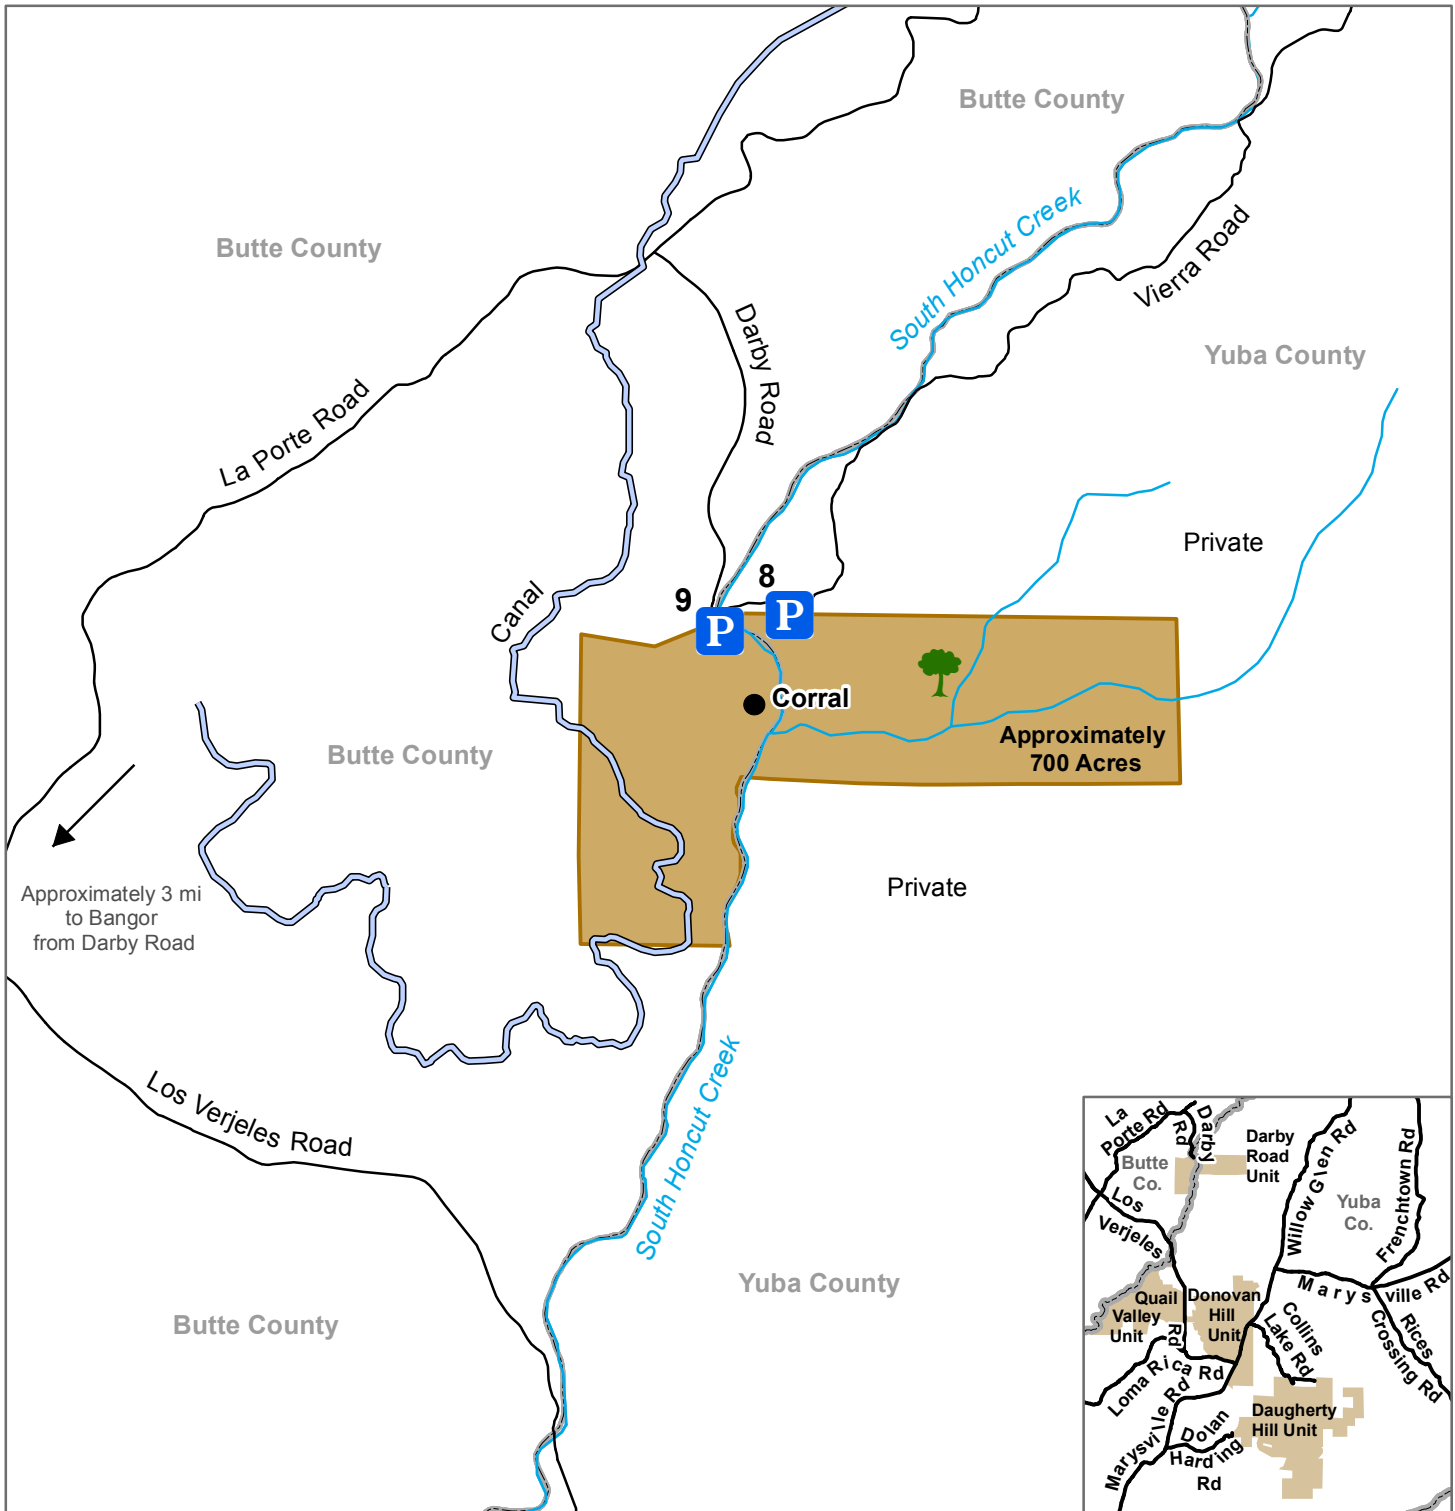 Butte County
Butte County
South Honcut Creek
Vierra Road
Darby Road
Yuba County
La Porte Road
Private
8
9
P
P
Canal
Corral
Approximately
700 Acres
Butte County
Approximately 3 mi
to Bangor
from Darby Road
Private
Los Verjeles Road
South Honcut Creek
Yuba County
Butte County
La
Porte Rd
Darby
Rd
Darby
Road
Unit
Butte
Co.
Willow Glen Rd
Frenchtown Rd
Yuba
Co.
Los
Verjeles
Rd
Quail
Valley
Unit
Donovan
Hill
Unit
Marysville Rd
Collins
Lake Rd
Rices
Crossing Rd
Loma Rica Rd
Marysville Rd
Dolan
Harding
Rd
Daugherty
Hill Unit